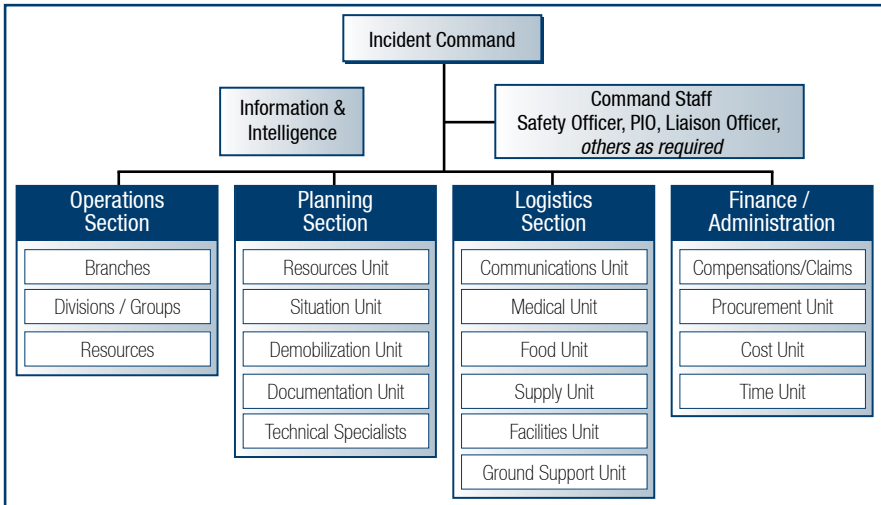 Incident Command
Information &
Intelligence
Command Staff
Safety Officer, PIO, Liaison Officer,
others as required
Operations
Section
Branches
Divisions / Groups
Resources
Planning
Section
Resources Unit
Situation Unit
Demobilization Unit
Documentation Unit
Technical Specialists
Logistics
Section
Communications Unit
Medical Unit
Food Unit
Supply Unit
Facilities Unit
Ground Support Unit
Finance /
Administration
Compensations/Claims
Procurement Unit
Cost Unit
Time Unit